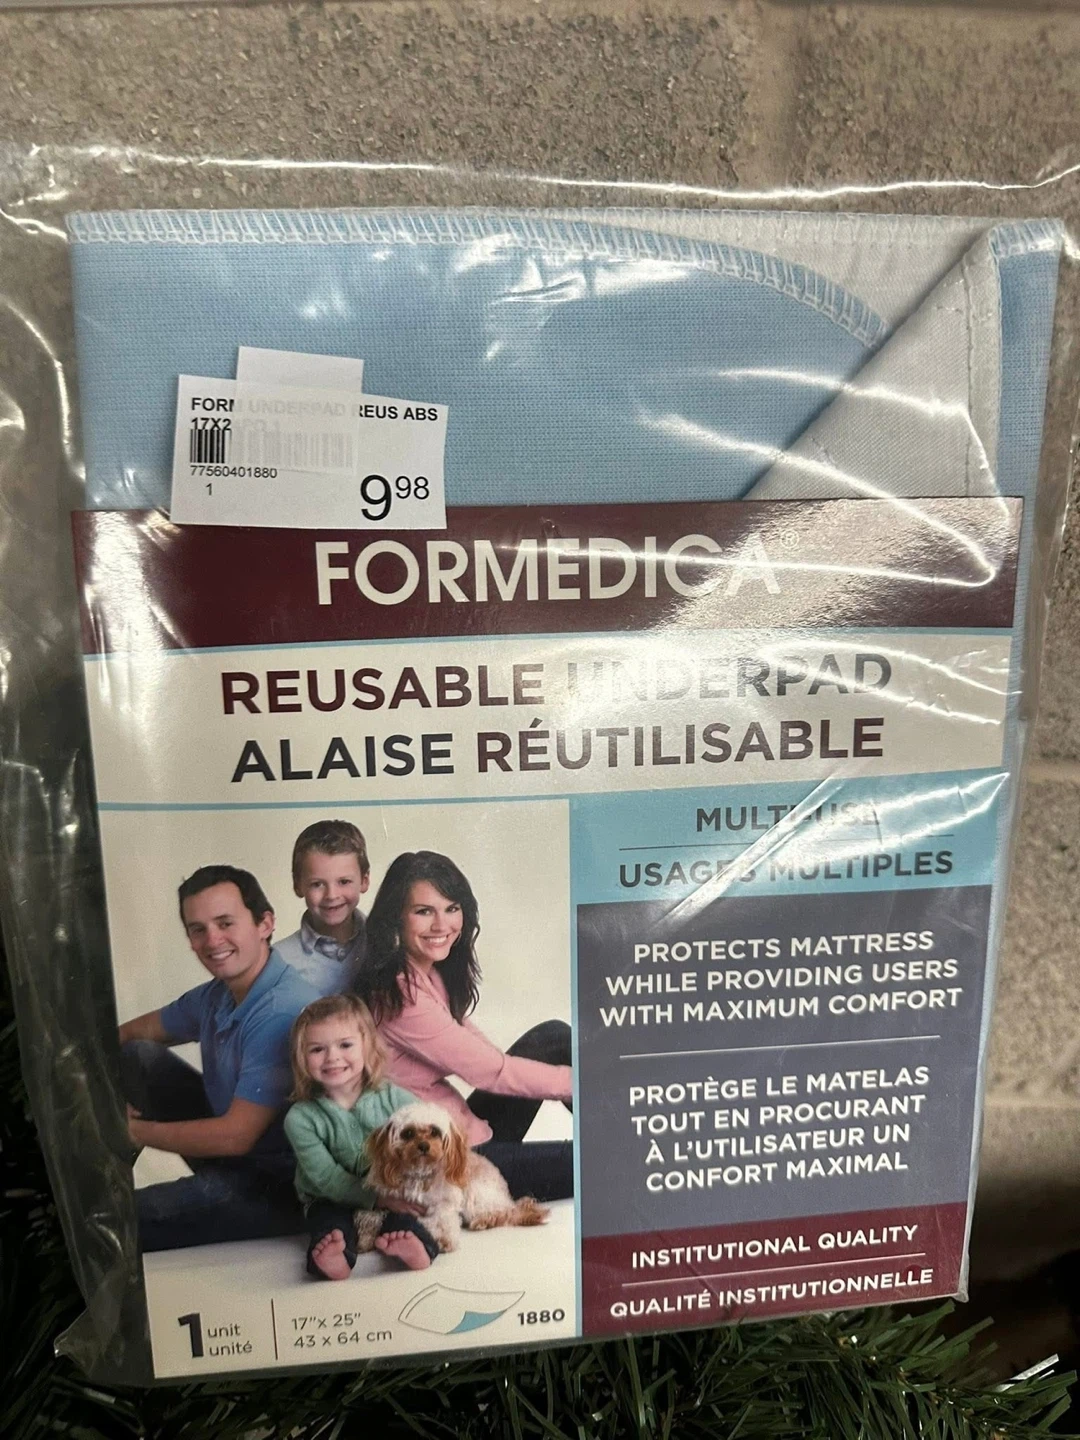 FORM UNDERPAD REUS ABS
17X2
77560401880
1
9 98
FORMEDICA®
REUSABLE UNDERPAD
ALAISE RÉUTILISABLE
MULTI-USE
USAGES MULTIPLES
PROTECTS MATTRESS
WHILE PROVIDING USERS
WITH MAXIMUM COMFORT
PROTÈGE LE MATELAS
TOUT EN PROCURANT
À L'UTILISATEUR UN
CONFORT MAXIMAL
INSTITUTIONAL QUALITY
QUALITÉ INSTITUTIONNELLE
1 unit
unité
17"x 25"
43 x 64 cm
1880